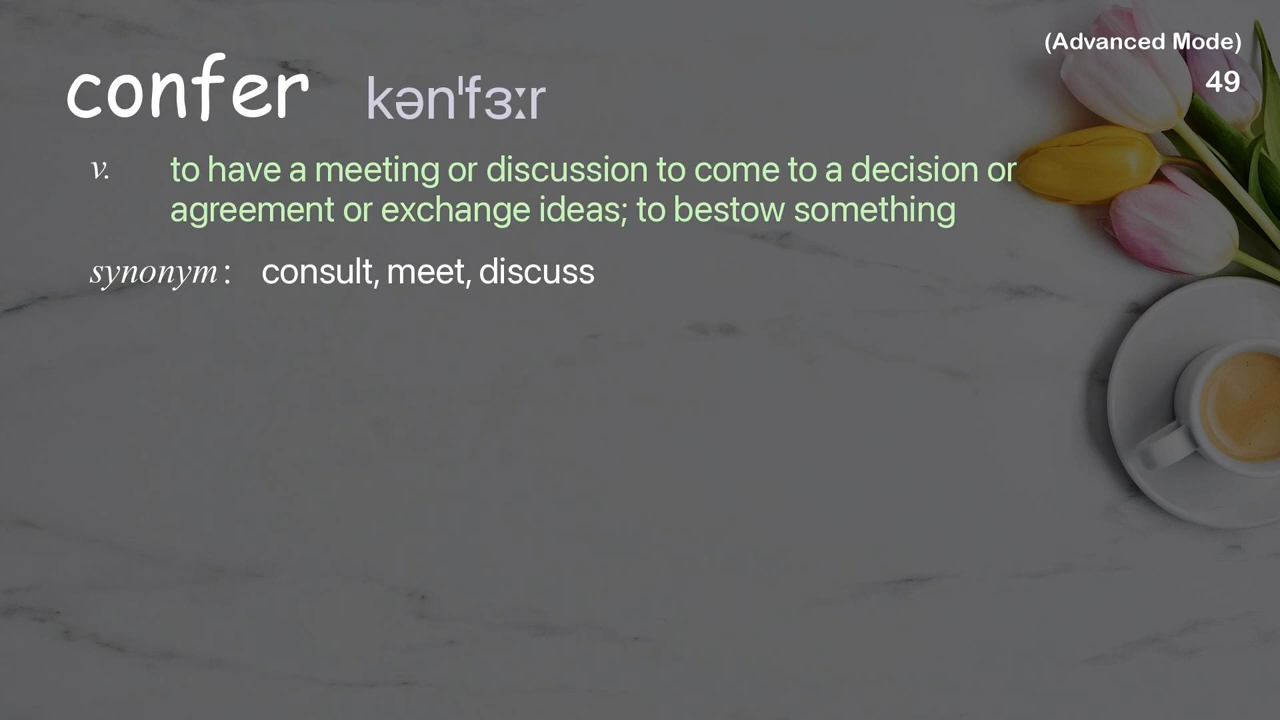 (Advanced Mode)
confer kənˈfɜːr
49
v. to have a meeting or discussion to come to a decision or
agreement or exchange ideas; to bestow something
synonym : consult, meet, discuss